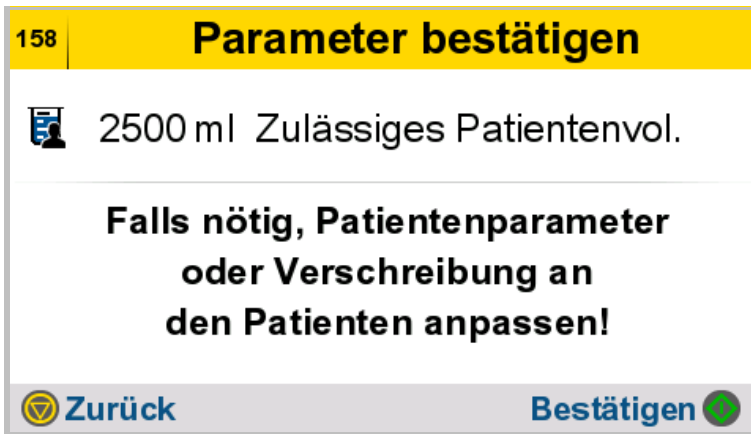 158 Parameter bestätigen
2500 ml Zulässiges Patientenvol.
Falls nötig, Patientenparameter
oder Verschreibung an
den Patienten anpassen!
Zurück Bestätigen